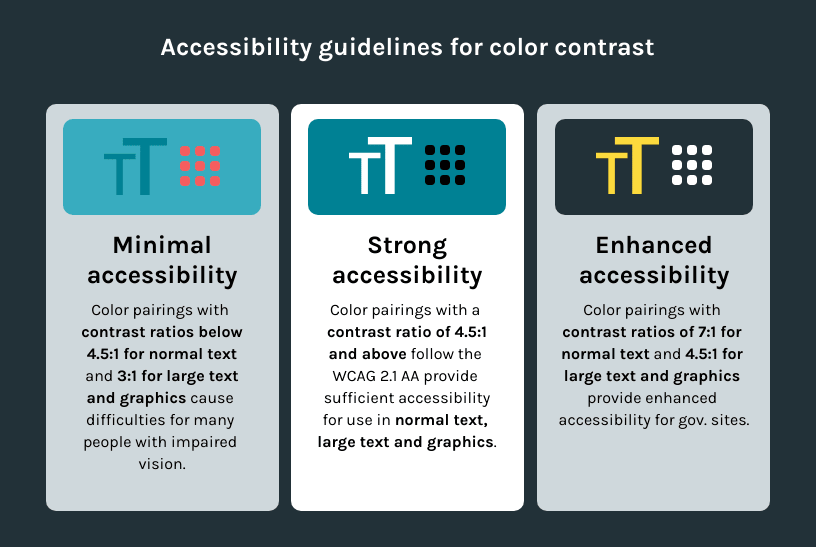 Accessibility guidelines for color contrast
TT
Minimal
accessibility
Color pairings with
contrast ratios below
4.5:1 for normal text
and 3:1 for large text
and graphics cause
difficulties for many
people with impaired
vision.
TT
Strong
accessibility
Color pairings with a
contrast ratio of 4.5:1
and above follow the
WCAG 2.1 AA provide
sufficient accessibility
for use in normal text,
large text and graphics.
TT
Enhanced
accessibility
Color pairings with
contrast ratios of 7:1 for
normal text and 4.5:1 for
large text and graphics
provide enhanced
accessibility for gov. sites.